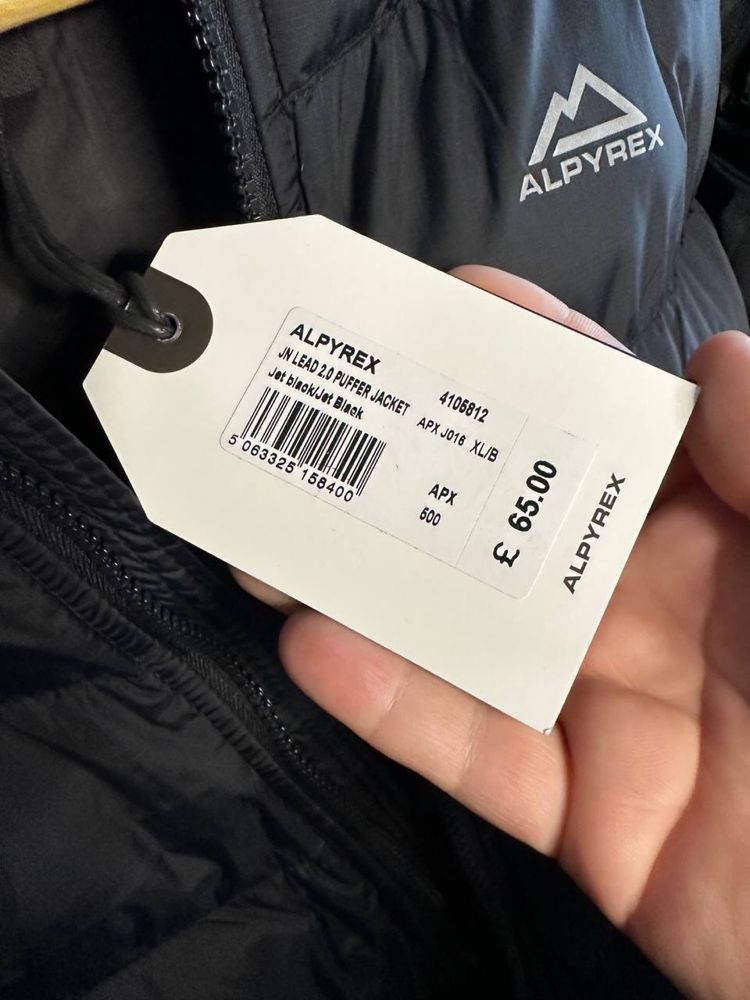 ALPYREX
ALPYREX
JN LEAD 2.0 PUFFER JACKET
Jet black/Jet Black
4106812
APX J016 XL/B
5 063325 158400
APX
600
£ 65.00
ALPYREX